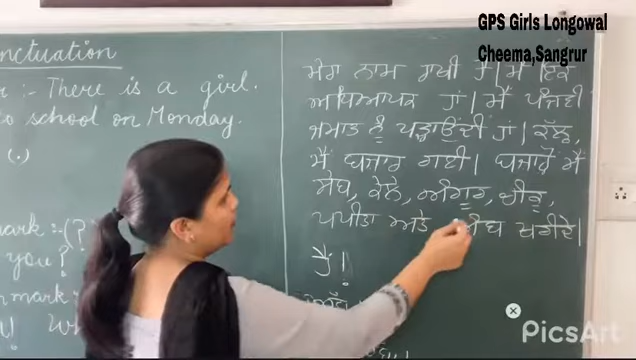 GPS Girls Longowal
Cheema,Sangrur
nctuation
:- There is a girl.
to school on Monday.
(.)
mark :- (?)
you?
ਮੇਰਾ ਨਾਮ ਰਾਖੀ ਹੈ। ਮੈਂ ਇੱਕ
ਅਧਿਆਪਕ ਹਾਂ। ਮੈਂ ਪੰਜਵੀਂ
ਜਮਾਤ ਨੂੰ ਪੜ੍ਹਾਉਂਦੀ ਹਾਂ। ਕੱਲ੍ਹ,
ਮੈਂ ਬਜਾਰ ਗਈ। ਬਜਾਰੋਂ ਮੈਂ
ਸੇਬ, ਕੇਲੇ, ਅੰਗੂਰ, ਚੀਕੂ,
ਪਪੀਤਾ ਅਤੇ ਅੰਬ ਖਰੀਦੇ।
ਹੈਂ!
PicsArt